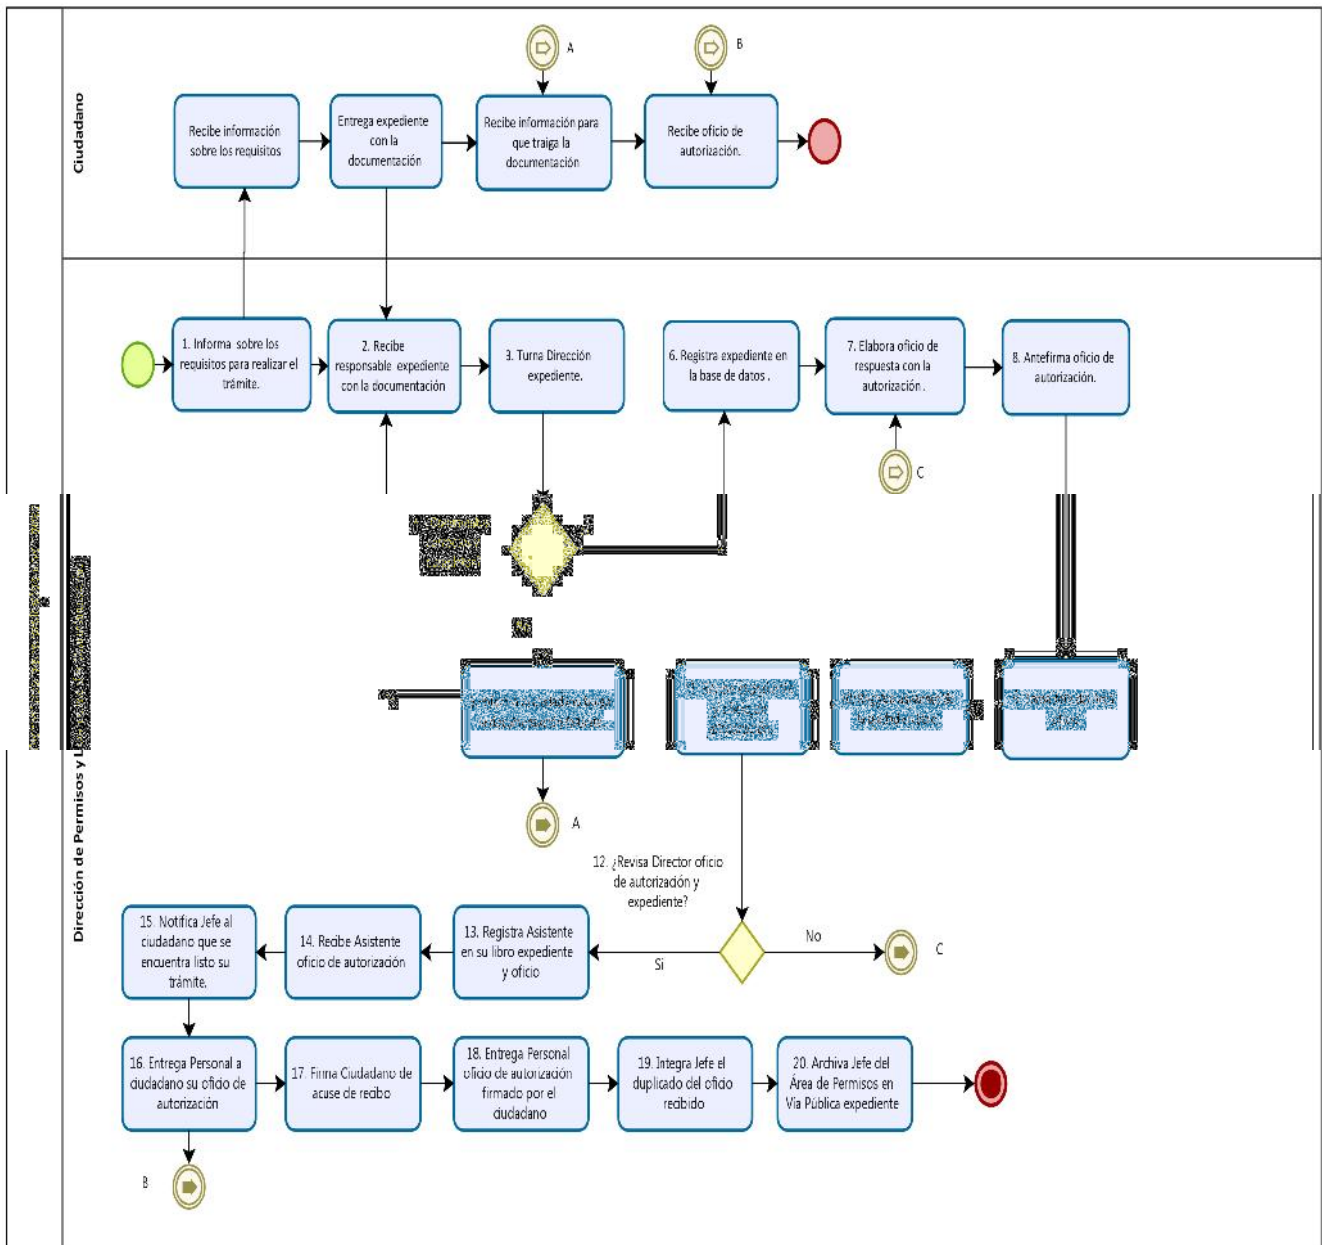 Ciudadano
A
B
Recibe información
sobre los requisitos
Entrega expediente
con la
documentación
Recibe información para
que traiga la
documentación
Recibe oficio de
autorización.
1. Informa sobre los
requisitos para realizar el
trámite.
2. Recibe
responsable expediente
con la documentación
3. Turna Dirección
expediente.
6. Registra expediente en
la base de datos .
7. Elabora oficio de
respuesta con la
autorización .
8. Antefirma oficio de
autorización.
C
Dirección de Permisos y
A
12. ¿Revisa Director oficio
de autorización y
expediente?
No
C
Si
13. Registra Asistente
en su libro expediente
y oficio
14. Recibe Asistente
oficio de autorización
15. Notifica Jefe al
ciudadano que se
encuentra listo su
trámite.
16. Entrega Personal a
ciudadano su oficio de
autorización
17. Firma Ciudadano de
acuse de recibo
18. Entrega Personal
oficio de autorización
firmado por el
ciudadano
19. Integra Jefe el
duplicado del oficio
recibido
20. Archiva Jefe del
Área de Permisos en
Vía Pública expediente
B